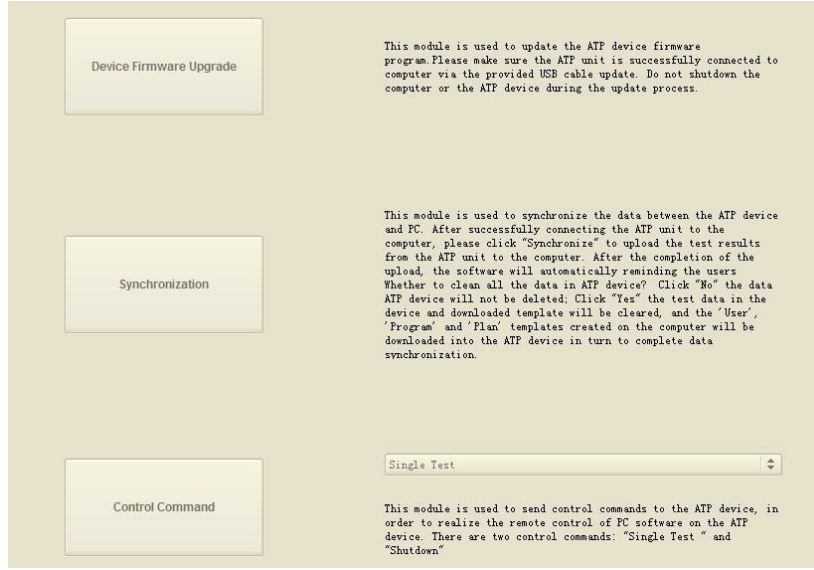 Device Firmware Upgrade
This module is used to update the ATP device firmware
program.Please make sure the ATP unit is successfully connected to
computer via the provided USB cable update. Do not shutdown the
computer or the ATP device during the update process.
Synchronization
This module is used to synchronize the data between the ATP device
and PC. After successfully connecting the ATP unit to the
computer, please click "Synchronize" to upload the test results
from the ATP unit to the computer. After the completion of the
upload, the software will automatically reminding the users
Whether to clean all the data in ATP device? Click "No" the data
ATP device will not be deleted; Click "Yes" the test data in the
device and downloaded template will be cleared, and the 'User',
'Program' and 'Plan' templates created on the computer will be
downloaded into the ATP device in turn to complete data
synchronization.
Control Command
Single Test
This module is used to send control commands to the ATP device, in
order to realize the remote control of PC software on the ATP
device. There are two control commands: "Single Test " and
"Shutdown"